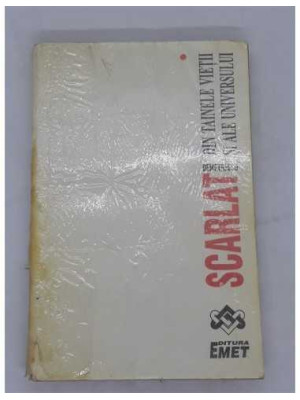 SCARLAT
DIN TAINELE VIEȚII
ȘI ALE UNIVERSULUI
EDITURA
EMET